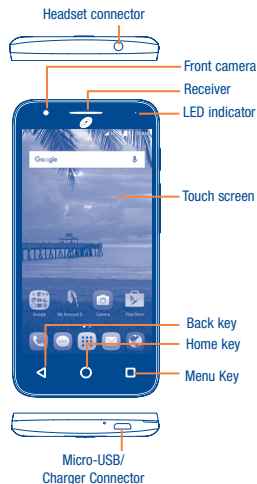 Headset connector
Front camera
Receiver
LED indicator
Google
Touch screen
Google
My Account D...
Camera
Play Store
Back key
Home key
Menu Key
Micro-USB/
Charger Connector